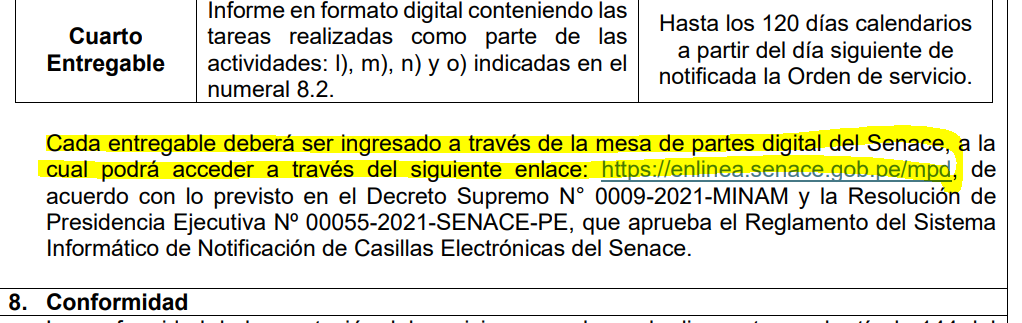 Cuarto
Entregable
Informe en formato digital conteniendo las
tareas realizadas como parte de las
actividades: l), m), n) y o) indicadas en el
numeral 8.2.
Hasta los 120 días calendarios
a partir del día siguiente de
notificada la Orden de servicio.
Cada entregable deberá ser ingresado a través de la mesa de partes digital del Senace, a la
cual podrá acceder a través del siguiente enlace: https://enlinea.senace.gob.pe/mpd, de
acuerdo con lo previsto en el Decreto Supremo N° 0009-2021-MINAM y la Resolución de
Presidencia Ejecutiva Nº 00055-2021-SENACE-PE, que aprueba el Reglamento del Sistema
Informático de Notificación de Casillas Electrónicas del Senace.
8. Conformidad